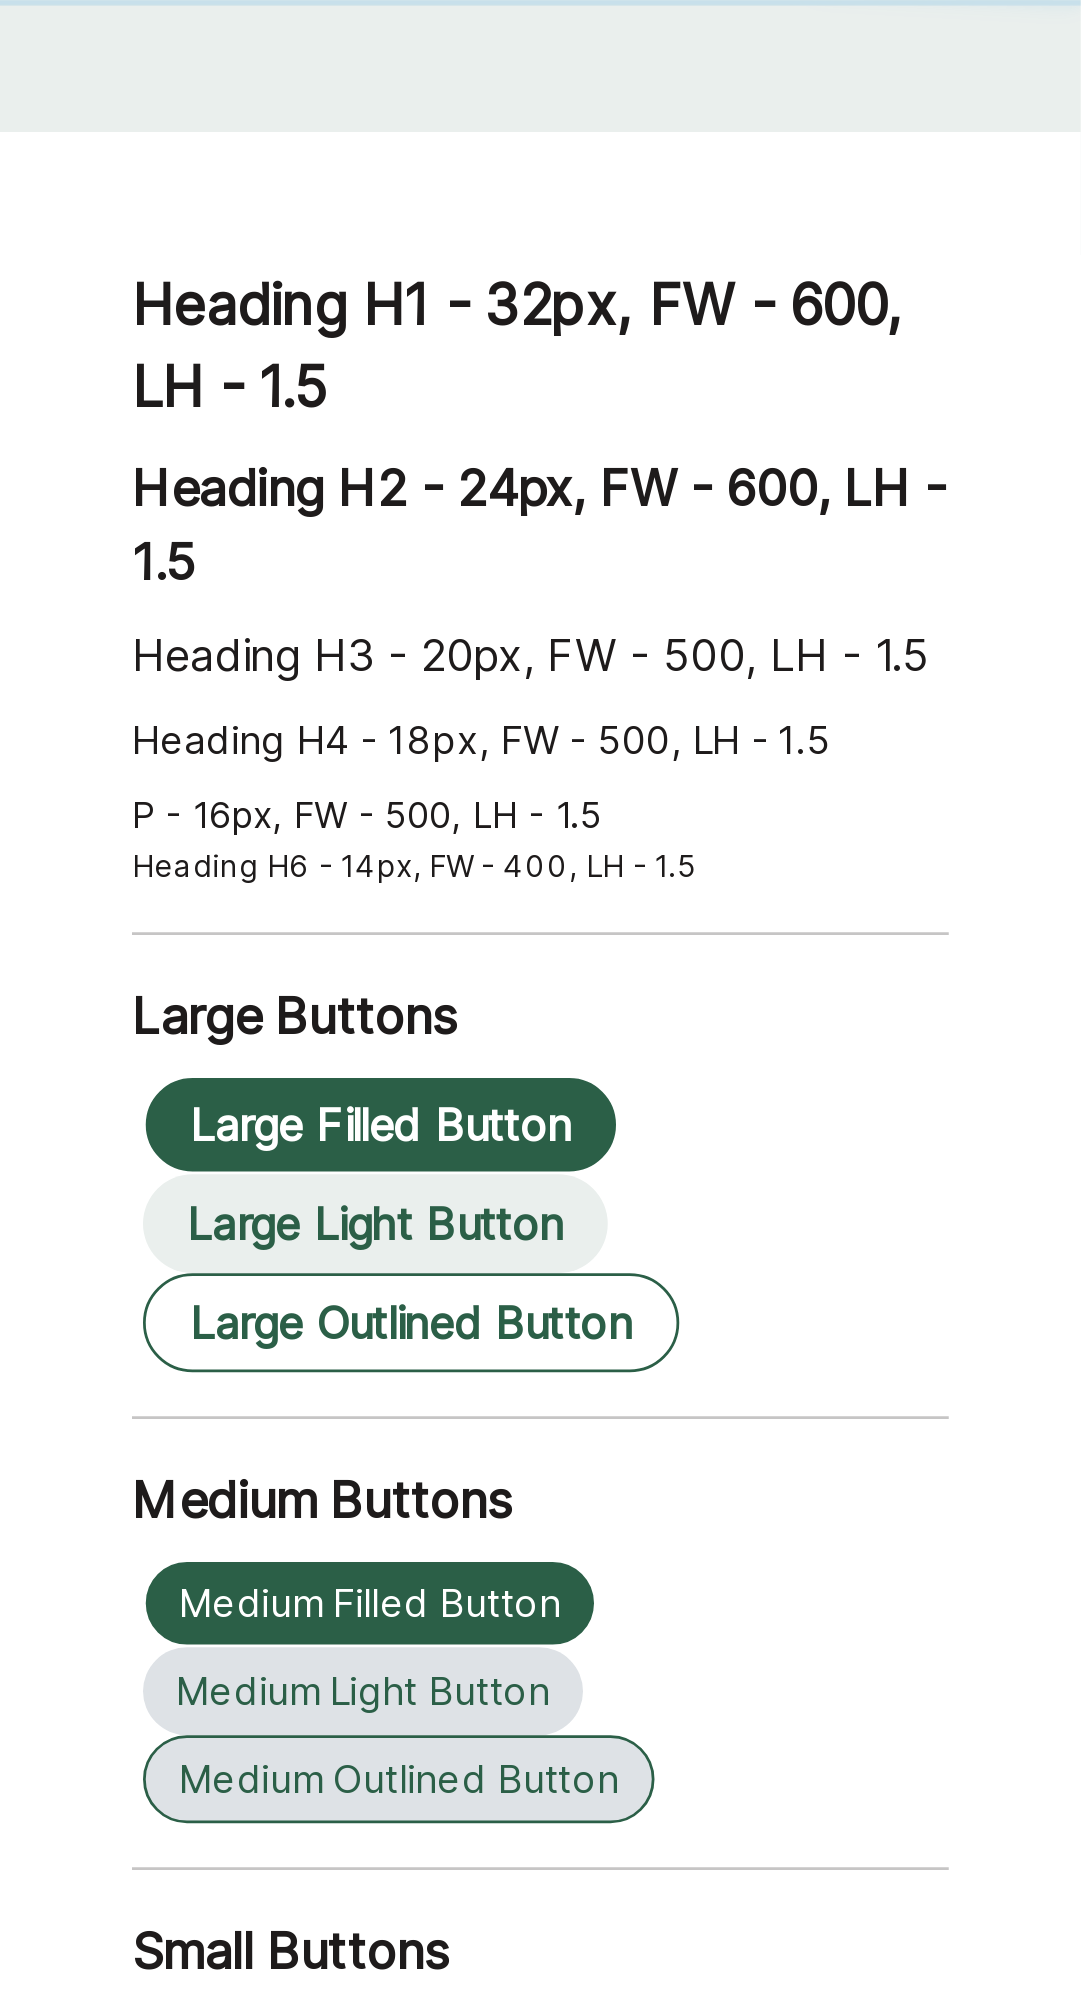 Heading H1 - 32px, FW - 600,
LH - 1.5
Heading H2 - 24px, FW - 600, LH -
1.5
Heading H3 - 20px, FW - 500, LH - 1.5
Heading H4 - 18px, FW - 500, LH - 1.5
P - 16px, FW - 500, LH - 1.5
Heading H6 - 14px, FW - 400, LH - 1.5
Large Buttons
Large Filled Button
Large Light Button
Large Outlined Button
Medium Buttons
Medium Filled Button
Medium Light Button
Medium Outlined Button
Small Buttons